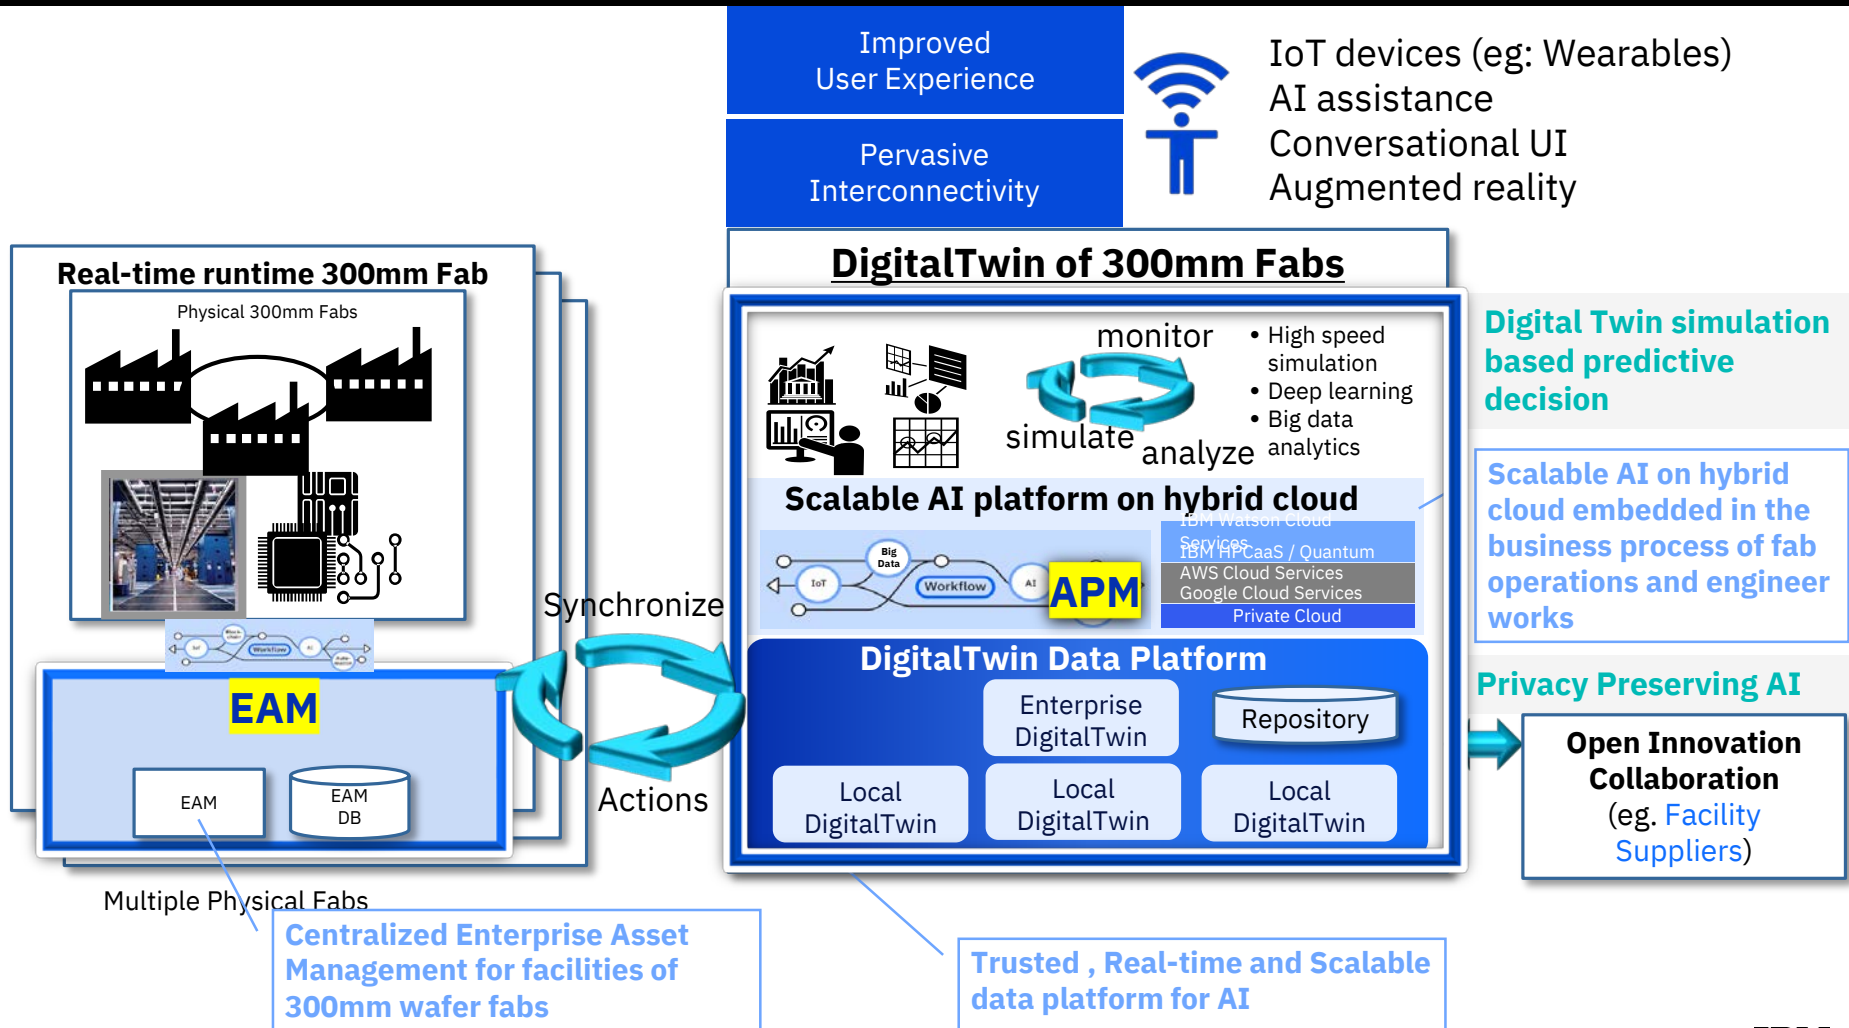 Improved
User Experience
Pervasive
Interconnectivity
IoT devices (eg: Wearables)
AI assistance
Conversational UI
Augmented reality
Real-time runtime 300mm Fab
Physical 300mm Fabs
Workflow
AI
EAM
EAM
EAM
DB
Multiple Physical Fabs
Centralized Enterprise Asset
Management for facilities of
300mm wafer fabs
Synchronize
Actions
DigitalTwin of 300mm Fabs
monitor
simulate
analyze
• High speed
simulation
• Deep learning
• Big data
analytics
Scalable AI platform on hybrid cloud
IoT
Big
Data
Workflow
AI
APM
IBM Watson Cloud
Services
IBM HPCaaS / Quantum
AWS Cloud Services
Google Cloud Services
Private Cloud
DigitalTwin Data Platform
Enterprise
DigitalTwin
Repository
Local
DigitalTwin
Local
DigitalTwin
Local
DigitalTwin
Trusted , Real-time and Scalable
data platform for AI
Digital Twin simulation
based predictive
decision
Scalable AI on hybrid
cloud embedded in the
business process of fab
operations and engineer
works
Privacy Preserving AI
Open Innovation
Collaboration
(eg. Facility
Suppliers)